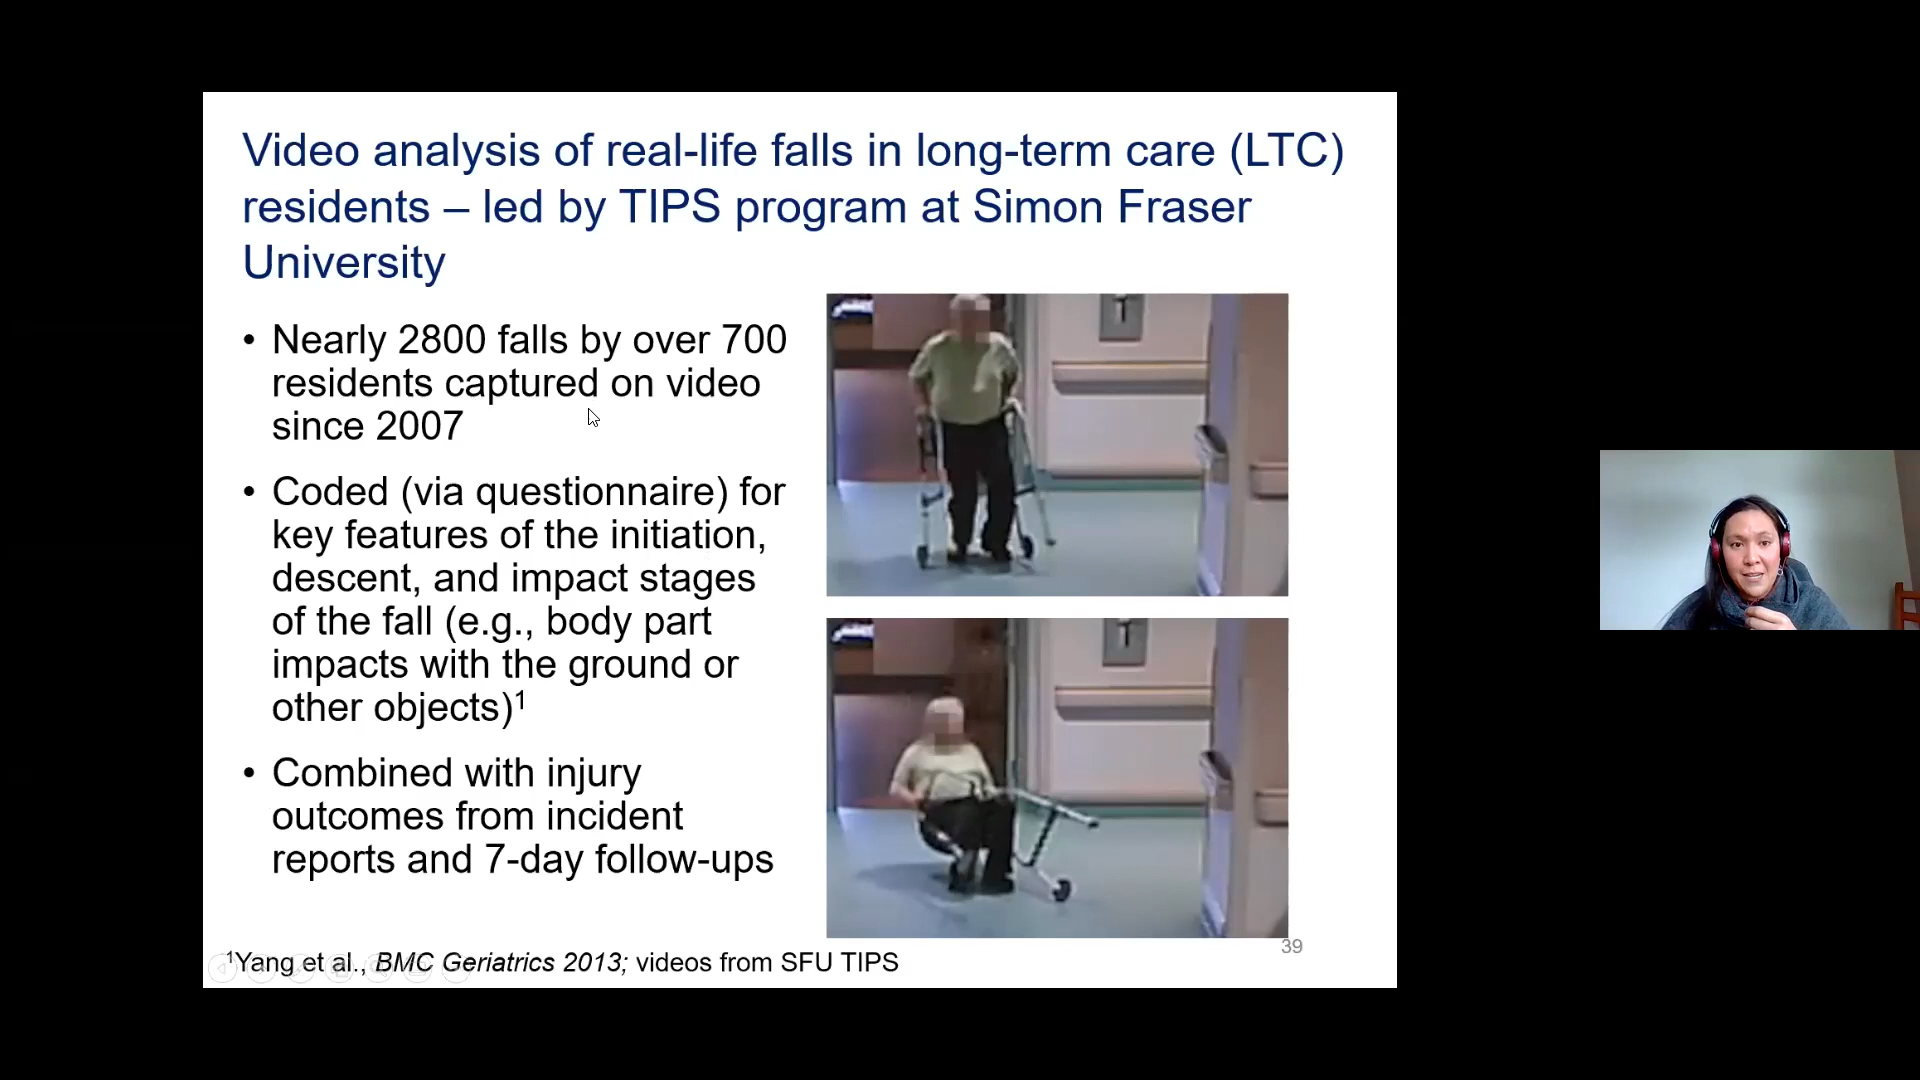 Video analysis of real-life falls in long-term care (LTC)
residents – led by TIPS program at Simon Fraser
University
• Nearly 2800 falls by over 700
residents captured on video
since 2007
• Coded (via questionnaire) for
key features of the initiation,
descent, and impact stages
of the fall (e.g., body part
impacts with the ground or
other objects)¹
• Combined with injury
outcomes from incident
reports and 7-day follow-ups
¹Yang et al., BMC Geriatrics 2013; videos from SFU TIPS
39